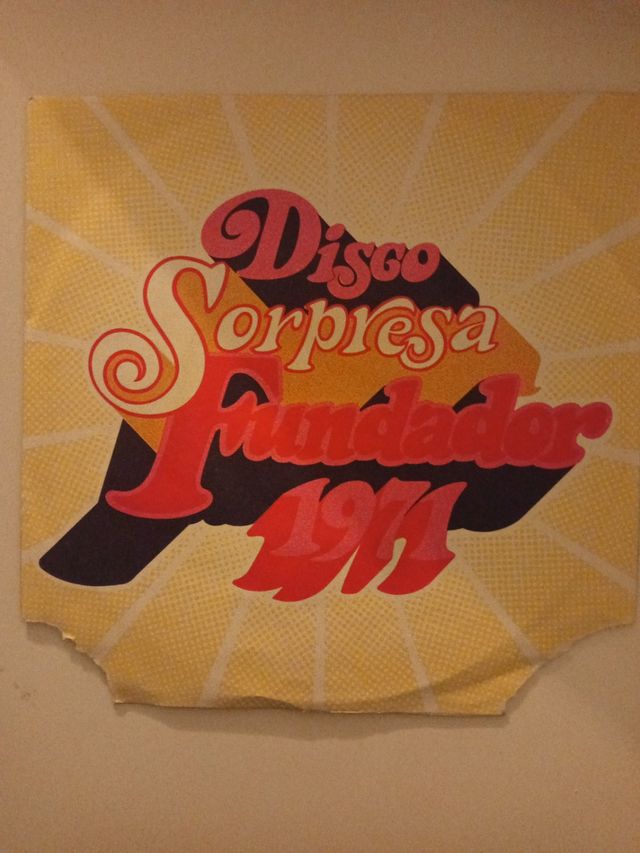 Disco
Sorpresa
Fundador
1971